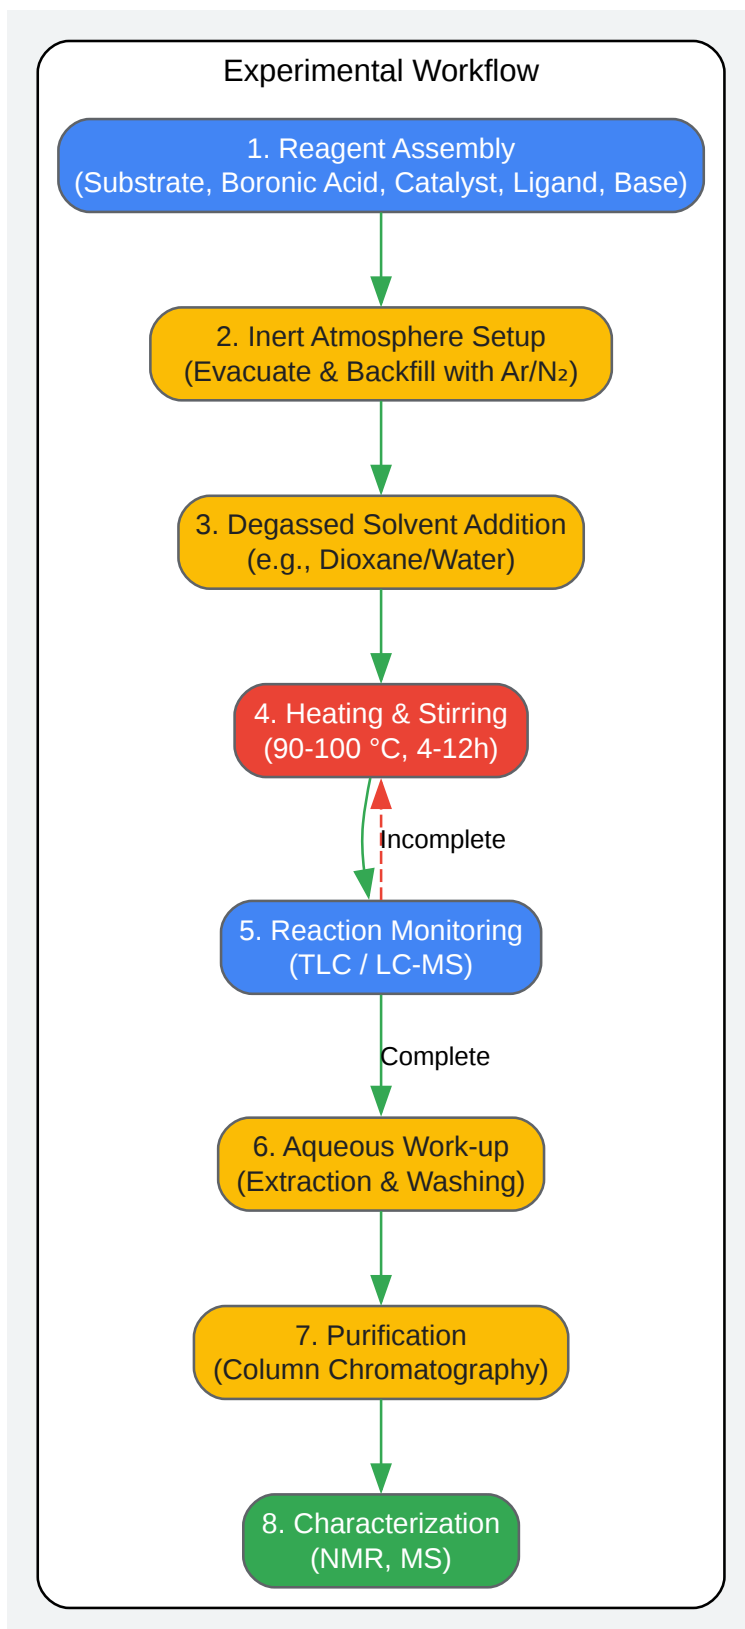 Experimental Workflow
1. Reagent Assembly
(Substrate, Boronic Acid, Catalyst, Ligand, Base)
2. Inert Atmosphere Setup
(Evacuate & Backfill with Ar/N₂)
3. Degassed Solvent Addition
(e.g., Dioxane/Water)
4. Heating & Stirring
(90-100 °C, 4-12h)
Incomplete
5. Reaction Monitoring
(TLC / LC-MS)
Complete
6. Aqueous Work-up
(Extraction & Washing)
7. Purification
(Column Chromatography)
8. Characterization
(NMR, MS)